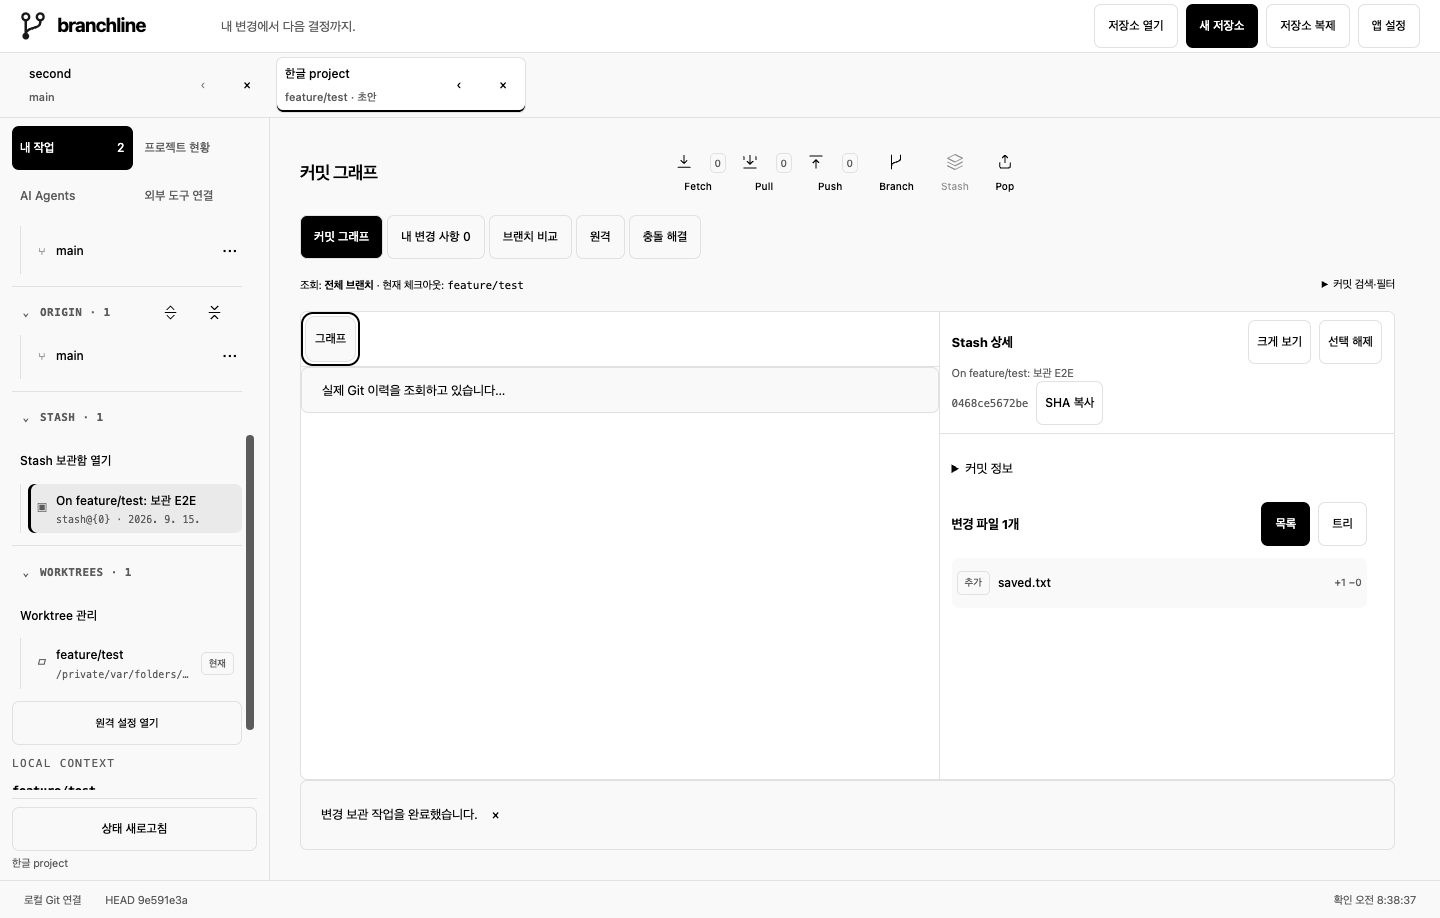 branchline
내 변경에서 다음 결정까지.
저장소 열기
새 저장소
저장소 복제
앱 설정
second
main
한글 project
feature/test · 초안
내 작업 2
프로젝트 현황
AI Agents
외부 도구 연결
main
ORIGIN · 1
main
STASH · 1
Stash 보관함 열기
On feature/test: 보관 E2E
stash@{0} · 2026. 9. 15.
WORKTREES · 1
Worktree 관리
feature/test
/private/var/folders/…
현재
원격 설정 열기
LOCAL CONTEXT
feature/test
상태 새로고침
한글 project
커밋 그래프
0
0
0
Fetch
Pull
Push
Branch
Stash
Pop
커밋 그래프
내 변경 사항 0
브랜치 비교
원격
충돌 해결
조회: 전체 브랜치 · 현재 체크아웃: feature/test
▶ 커밋 검색·필터
그래프
실제 Git 이력을 조회하고 있습니다…
Stash 상세
크게 보기
선택 해제
On feature/test: 보관 E2E
0468ce5672be
SHA 복사
▶ 커밋 정보
변경 파일 1개
목록
트리
추가
saved.txt
+1 −0
변경 보관 작업을 완료했습니다. ×
로컬 Git 연결
HEAD 9e591e3a
확인 오전 8:38:37